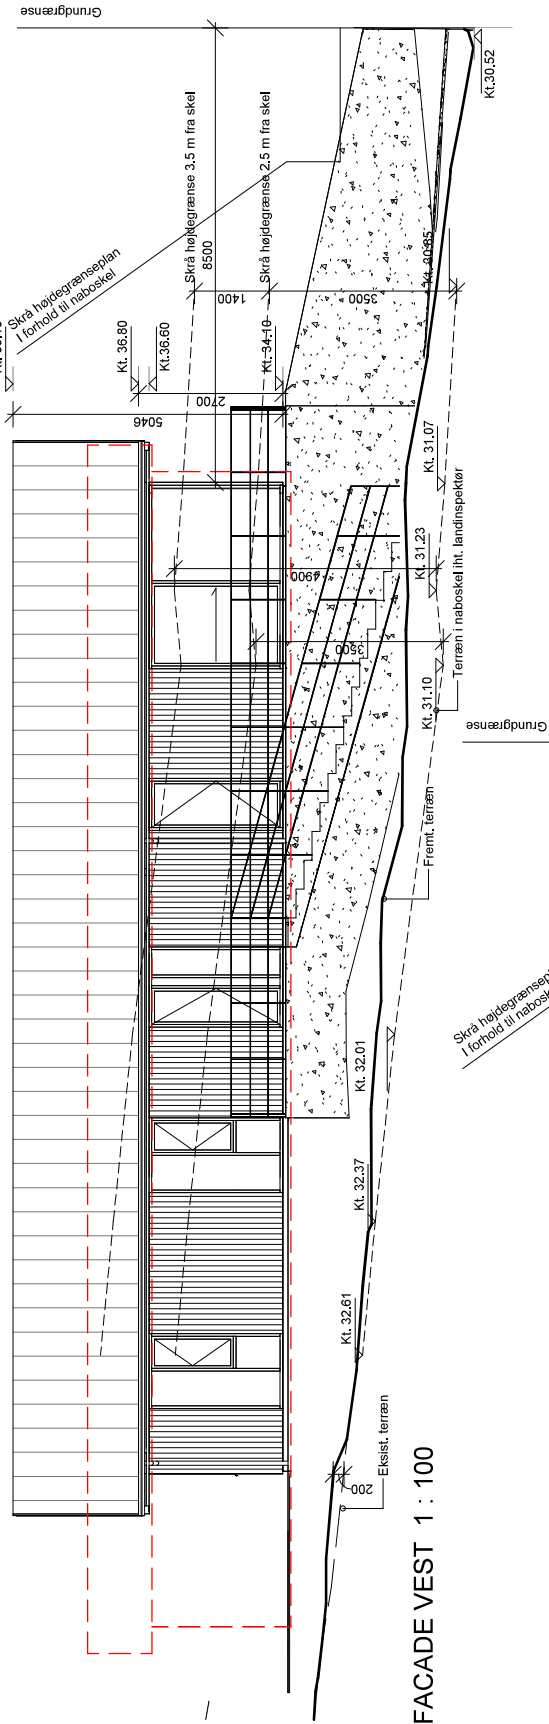 Grundgrænse
Skrå højdegrænseplan
I forhold til naboskel
8500
Skrå højdegrænse 3.5 m fra skel
Skrå højdegrænse 2.5 m fra skel
Kt. 36.80
Kt.36.60
Kt. 34.10
5046
2700
1400
3500
4900
3500
Kt.30.52
Kt. 30.85
Kt. 31.07
Kt. 31.23
Kt. 31.10
Terræn i naboskel iht. landinspektør
Grundgrænse
Fremt. terræn
Kt. 32.01
Kt. 32.37
Kt. 32.61
200
Eksist. terræn
I forhold til
FACADE VEST 1 : 100